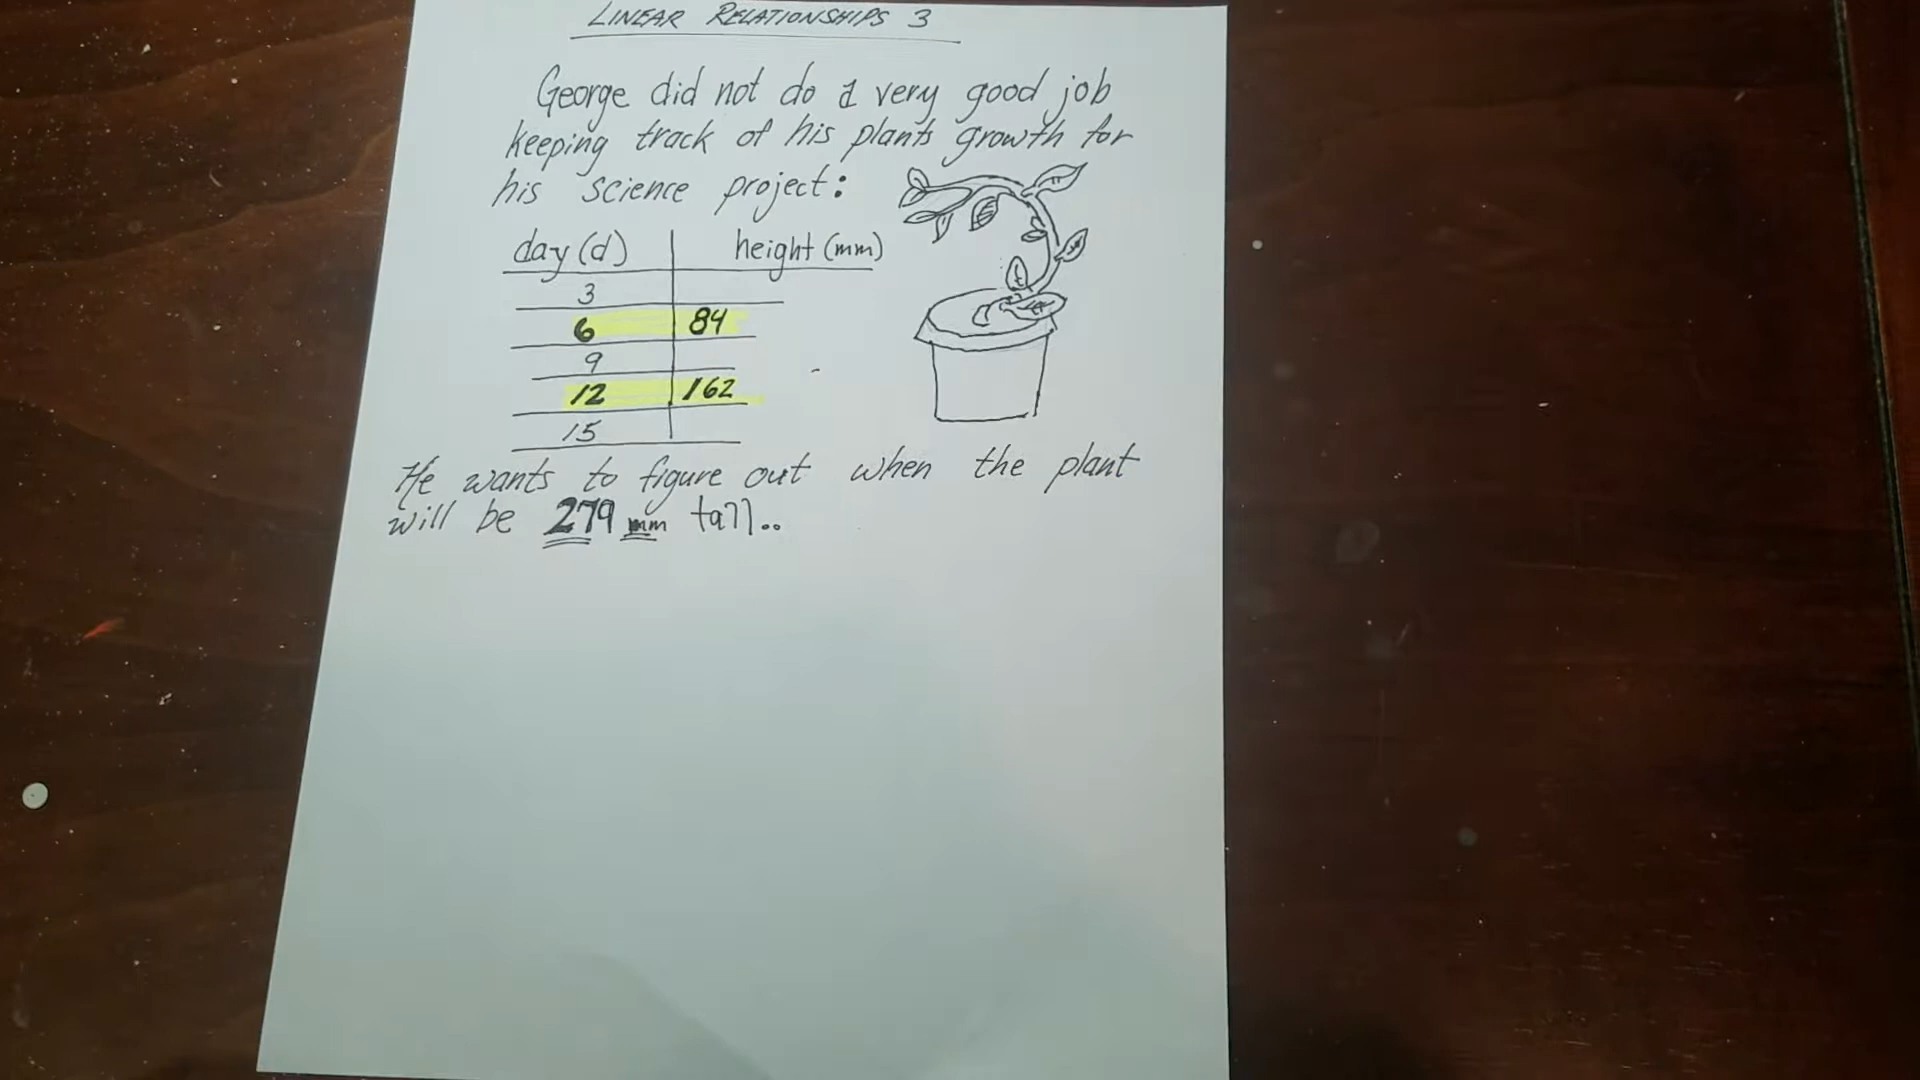 LINEAR RELATIONSHIPS 3
George did not do a very good job
keeping track of his plants growth for
his science project:
day (d) height (mm)
3
6 84
9
12 162
15
He wants to figure out when the plant
will be 279 mm tall..